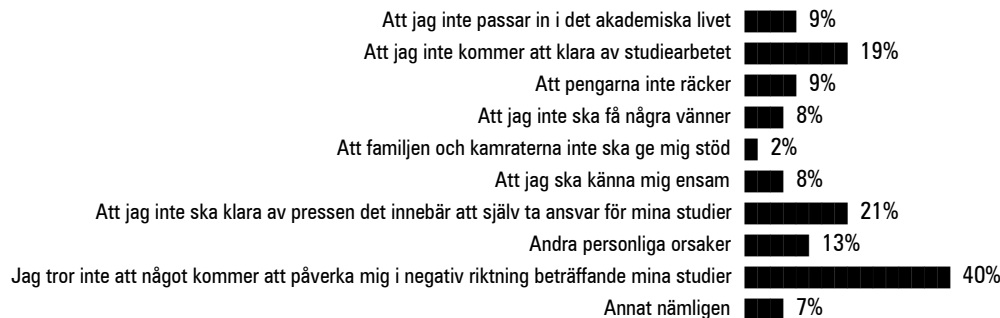 Att jag inte passar in i det akademiska livet 9%
Att jag inte kommer att klara av studiearbetet 19%
Att pengarna inte räcker 9%
Att jag inte ska få några vänner 8%
Att familjen och kamraterna inte ska ge mig stöd 2%
Att jag ska känna mig ensam 8%
Att jag inte ska klara av pressen det innebär att själv ta ansvar för mina studier 21%
Andra personliga orsaker 13%
Jag tror inte att något kommer att påverka mig i negativ riktning beträffande mina studier 40%
Annat nämligen 7%